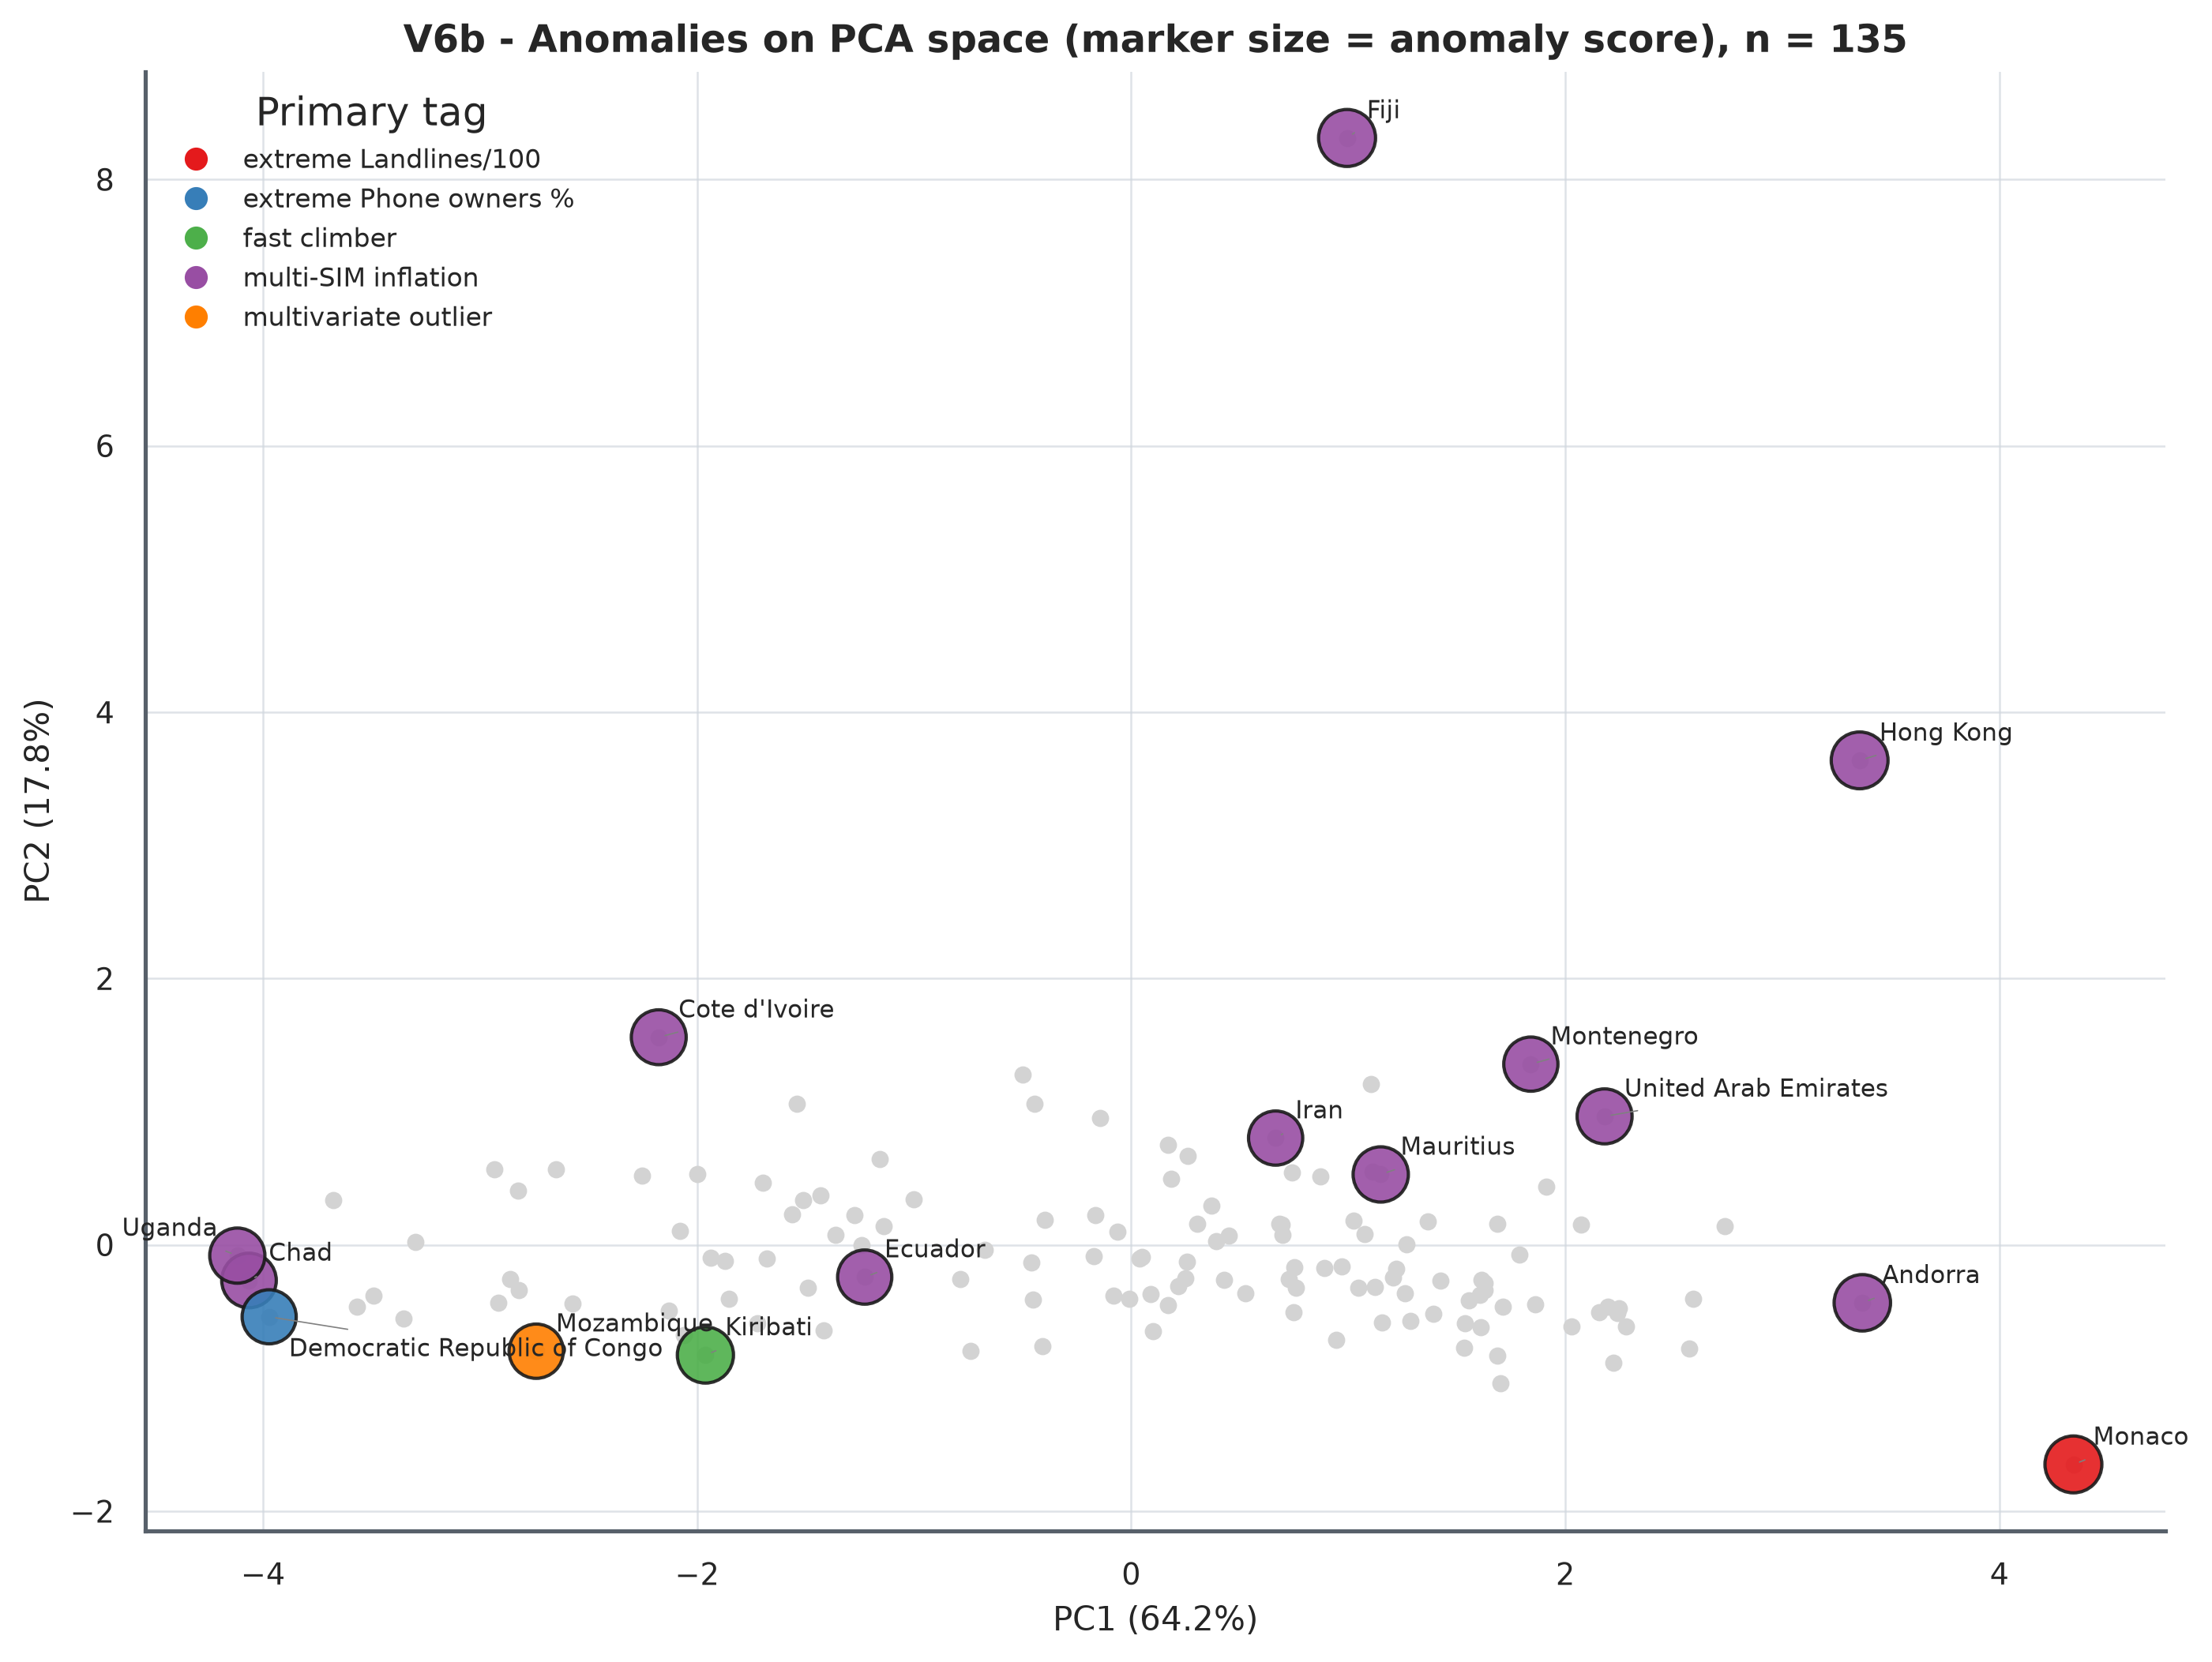 V6b - Anomalies on PCA space (marker size = anomaly score), n = 135
Primary tag
extreme Landlines/100
extreme Phone owners %
fast climber
multi-SIM inflation
multivariate outlier
Fiji
Hong Kong
Cote d'Ivoire
Montenegro
United Arab Emirates
Iran
Mauritius
Uganda
Chad
Ecuador
Andorra
Mozambique
Kiribati
Democratic Republic of Congo
Monaco
8
6
4
2
0
−2
PC2 (17.8%)
−4
−2
0
2
4
PC1 (64.2%)